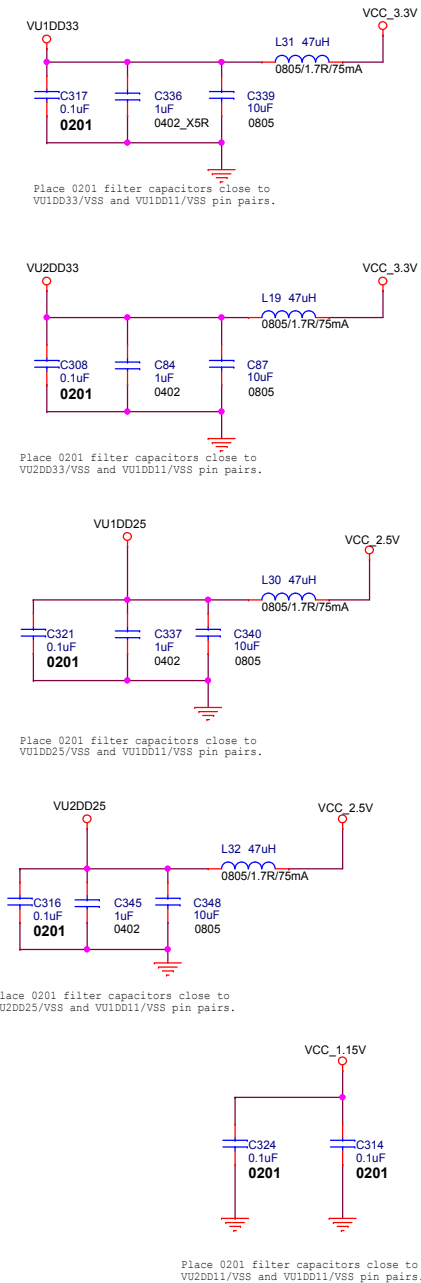 VCC_3.3V
VU1DD33
L31 47uH
0805/1.7R/75mA
C317 C336 C339
0.1uF 1uF 10uF
0201 0402_X5R 0805
Place 0201 filter capacitors close to
VU1DD33/VSS and VU1DD11/VSS pin pairs.
VU2DD33 VCC_3.3V
L19 47uH
0805/1.7R/75mA
C308 C84 C87
0.1uF 1uF 10uF
0201 0402 0805
Place 0201 filter capacitors close to
VU2DD33/VSS and VU1DD11/VSS pin pairs.
VU1DD25
VCC_2.5V
L30 47uH
0805/1.7R/75mA
C321 C337 C340
0.1uF 1uF 10uF
0201 0402 0805
Place 0201 filter capacitors close to
VU1DD25/VSS and VU1DD11/VSS pin pairs.
VU2DD25 VCC_2.5V
L32 47uH
0805/1.7R/75mA
C316 C345 C348
0.1uF 1uF 10uF
0201 0402 0805
lace 0201 filter capacitors close to
U2DD25/VSS and VU1DD11/VSS pin pairs.
VCC_1.15V
C324 C314
0.1uF 0.1uF
0201 0201
Place 0201 filter capacitors close to
VU2DD11/VSS and VU1DD11/VSS pin pairs.